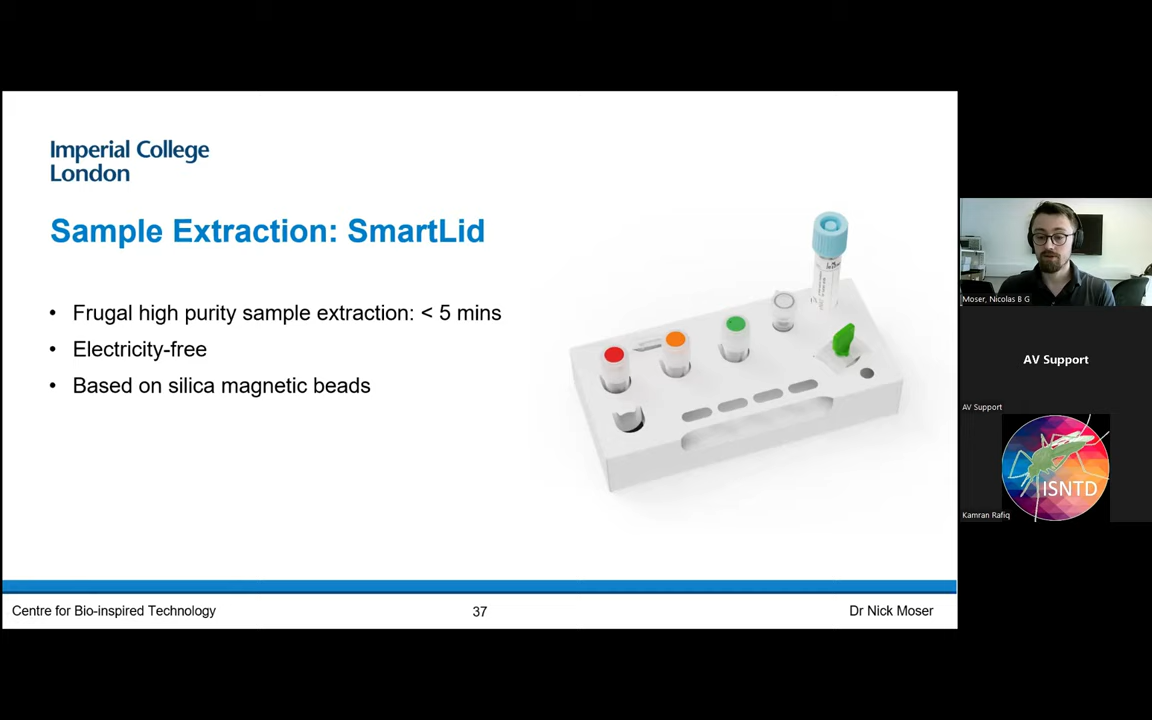 Imperial College
London
Sample Extraction: SmartLid
• Frugal high purity sample extraction: < 5 mins
• Electricity-free
• Based on silica magnetic beads
Centre for Bio-inspired Technology
37
Dr Nick Moser
Moser, Nicolas B G
AV Support
AV Support
ISNTD
Kamran Rafiq